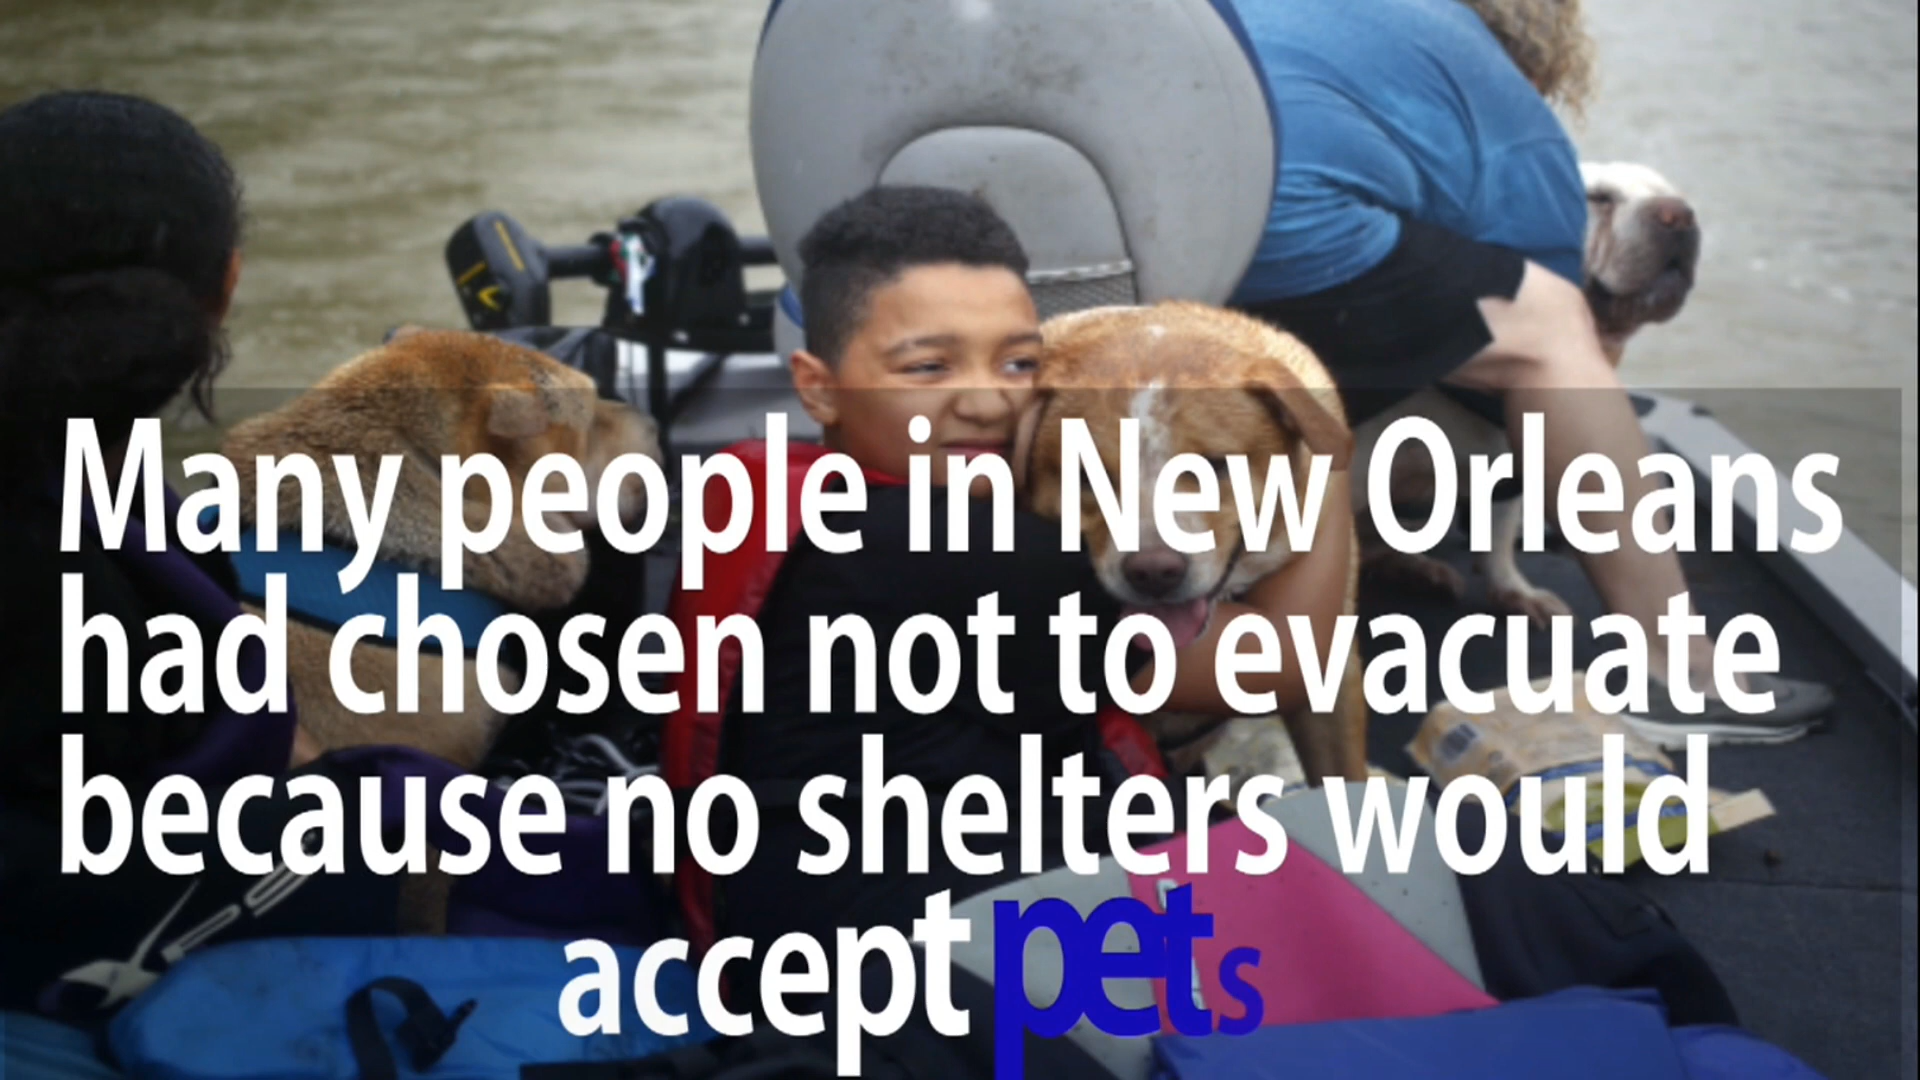 Many people in New Orleans
had chosen not to evacuate
because no shelters would
accept pets